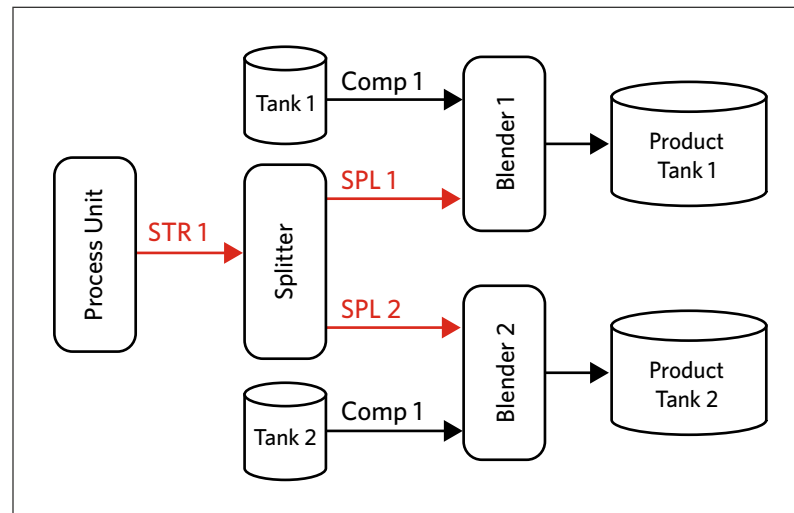 Tank 1
Comp 1
Blender 1
Product
Tank 1
Process Unit
STR 1
Splitter
SPL 1
SPL 2
Tank 2
Comp 1
Blender 2
Product
Tank 2